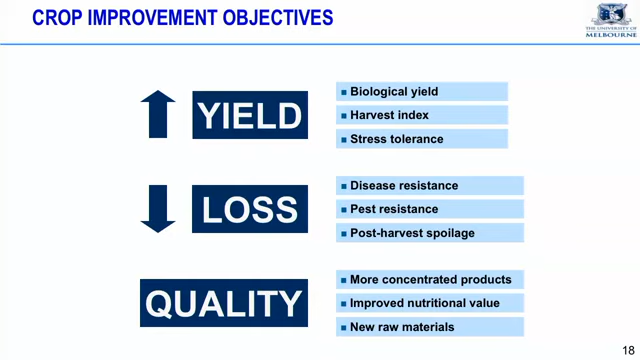 CROP IMPROVEMENT OBJECTIVES
THE UNIVERSITY OF
MELBOURNE
YIELD
■ Biological yield
■ Harvest index
■ Stress tolerance
LOSS
■ Disease resistance
■ Pest resistance
■ Post-harvest spoilage
QUALITY
■ More concentrated products
■ Improved nutritional value
■ New raw materials
18